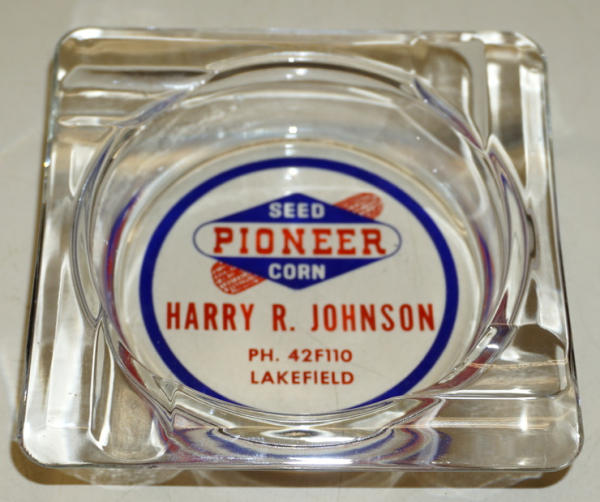 SEED
PIONEER
CORN
HARRY R. JOHNSON
PH. 42F110
LAKEFIELD